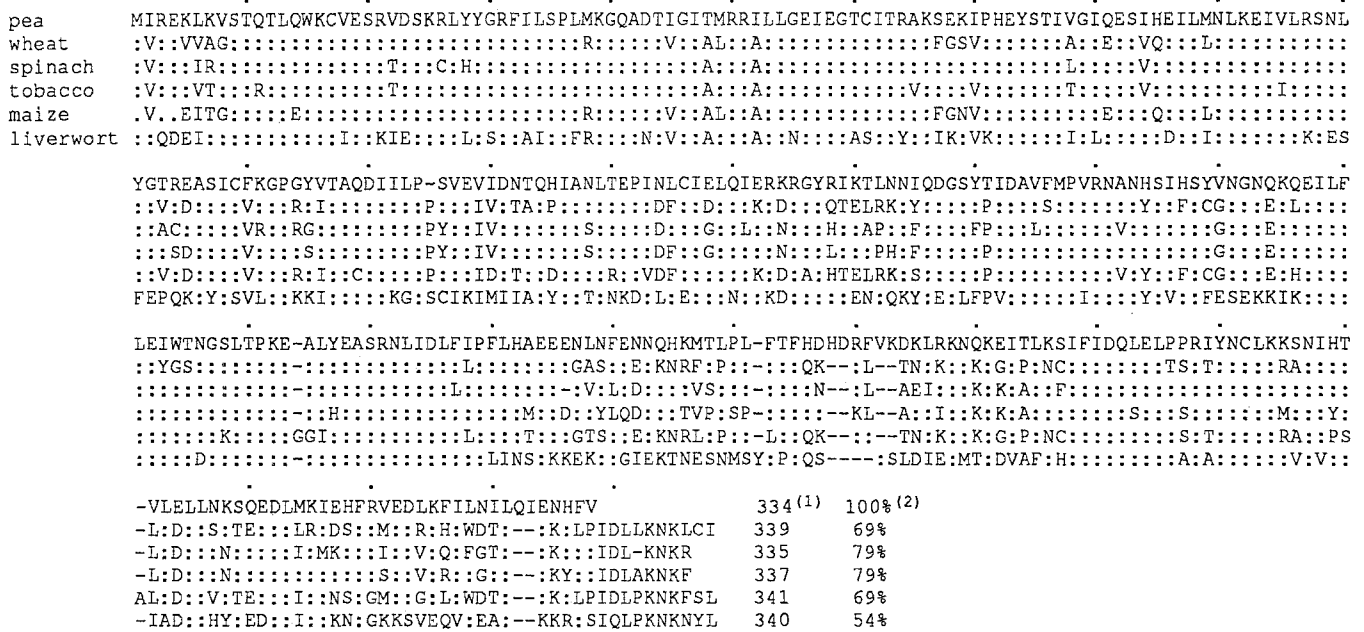 pea MIREKLKVSTQTLQWKCVESRVDSKRLYYGRFILSPLMKGQADTIGITMRRILLGEIEGTCITRAKSEKIPHEYSTIVGIQESIHEILMNLKEIVLRSNL
wheat :V::VVAG::::::::::::::::::::::::::::::R::::::V::AL::A::::::::::::::FGSV:::::::A::E::VQ:::L:::::::::::
spinach :V:::IR:::::::::::::T:::C:H:::::::::::::::::::A:::A:::::::::::::::::::::::::L:::::V::::::::::::::::
tobacco :V:::VT:::R::::::::::T:::::::::::::::::::::::::A:::A::::::::::::V::::V:::::::T:::::V::::::::::I:::::
maize .V..EITG:::::E:::::::::::::::::::::::R::::::V::AL::A::::::::::::::FGNV::::::::::E:::Q:::L:::::::::::
liverwort ::QDEI:::::::::::I::KIE::::L:S::AI::FR::::N:V::A:::A::N::::AS::Y::IK:VK:::::I:L:::::D::I::::::::K:ES
YGTREASICFKGPGYVTAQDIILP~SVEVIDNTQHIANLTEPINLCIELQIERKRGYRIKTLNNIQDGSYTIDAVFMPVRNANHSIHSYVNGNQKQEILF
::V:D::::V:::R:I:::::::::P:::IV:TA:P::::::::DF::D:::K:D:::QTELRK:Y:::::P:::S::::::::Y::F:CG:::E:L::::
::AC:::::VR::RG:::::::::PY::IV:::::::::S:::::D:::G::L::N:::H::AP::F::::FP:::L::::::V:::::::G:::E:::::
:::SD::::V::::S:::::::::PY::IV:::::::::S:::::DF::G:::::N:::L:::PH:F:::::P::::::::::::::::::G:::E:::::
::V:D::::V:::R:I::C:::::P:::ID:T::D::::R::VDF::::::K:D:A:HTELRK:S:::::P:::::::::::V:Y::F:CG:::E:H::::
FEPQK:Y:SVL::KKI:::::KG:SCIKIMIIA:Y::T:NKD:L:E:::N::KD:::::EN:QKY:E:LFPV::::::I::::Y:V::FESEKKIK::::
LEIWTNGSLTPKE-ALYEASRNLIDLFIPFLHAEEENLNFENNQHKMTLPL-FTFHDHDRFVKDKLRKNQKEITLKSIFIDQLELPPRIYNCLKKSNIHT
::YGS::::::::-:::::::::::::L::::::::GAS::E:KNRF:P:::-::::QK--:L--TN:K::K:G:P:NC::::::::TS:T:::::RA::::
:::::::::::::-::::::::::::L::::::::-:V:L:D:::VS:::-:::::N--:L--AEI:::K:K:A::F:::::::::::::::::::::::::
:::::::::::::-::H:::::::::::::::M::D::YLQD:::TVP:SP-::::::--KL--A::I::K:K:A::::::::S:::S::::::M:::Y:
:::::::K:::::GGI:::::::::::L::::T:::GTS::E:KNRL:P::-L::QK--:--TN:K::K:G:P:NC:::::::::S:T:::::RA::PS
:::::D:::::::-:::::::::::::::LINS:KKEK::GIEKTNESNMSY:P:QS----:SLDIE:MT:DVAF:H:::::::::A:A::::::V:V::
-VLELLNKSQEDLMKIEHFRVEDLKFILNILQIENHFV 334(1) 100%(2)
-L:D::S:TE:::LR:DS::M::R:H:WDT:--:K:LPIDLLKNKLCI 339 69%
-L:D:::N:::::I:MK:::I::V:Q:FGT:--:K:::IDL-KNKR 335 79%
-L:D:::N::::::::::::S::V:R::G::--:KY::IDLAKNKF 337 79%
AL:D::V:TE:::I::NS:GM::G:L:WDT:--:K:LPIDLPKNKFSL 341 69%
-IAD::HY:ED::I::KN:GKKSVEQV:EA:--KKR:SIQLPKNKNYL 340 54%